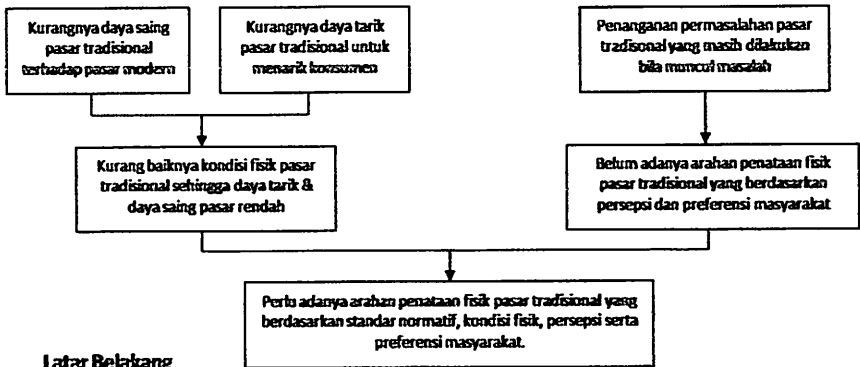 Kurangnya daya saing
pasar tradisional
terhadap pasar modern
Kurangnya daya tarik
pasar tradisional untuk
menarik konsumen
Penanganan permasalahan pasar
tradisonal yang masih dilakukan
bila muncul masalah
Kurang baiknya kondisi fisik pasar
tradisional sehingga daya tarik &
daya saing pasar rendah
Belum adanya arahan penataan fisik
pasar tradisional yang berdasarkan
persepsi dan preferensi masyarakat
Perlu adanya arahan penataan fisik pasar tradisional yang
berdasarkan standar normatif, kondisi fisik, persepsi serta
preferensi masyarakat.
Latar Belakang